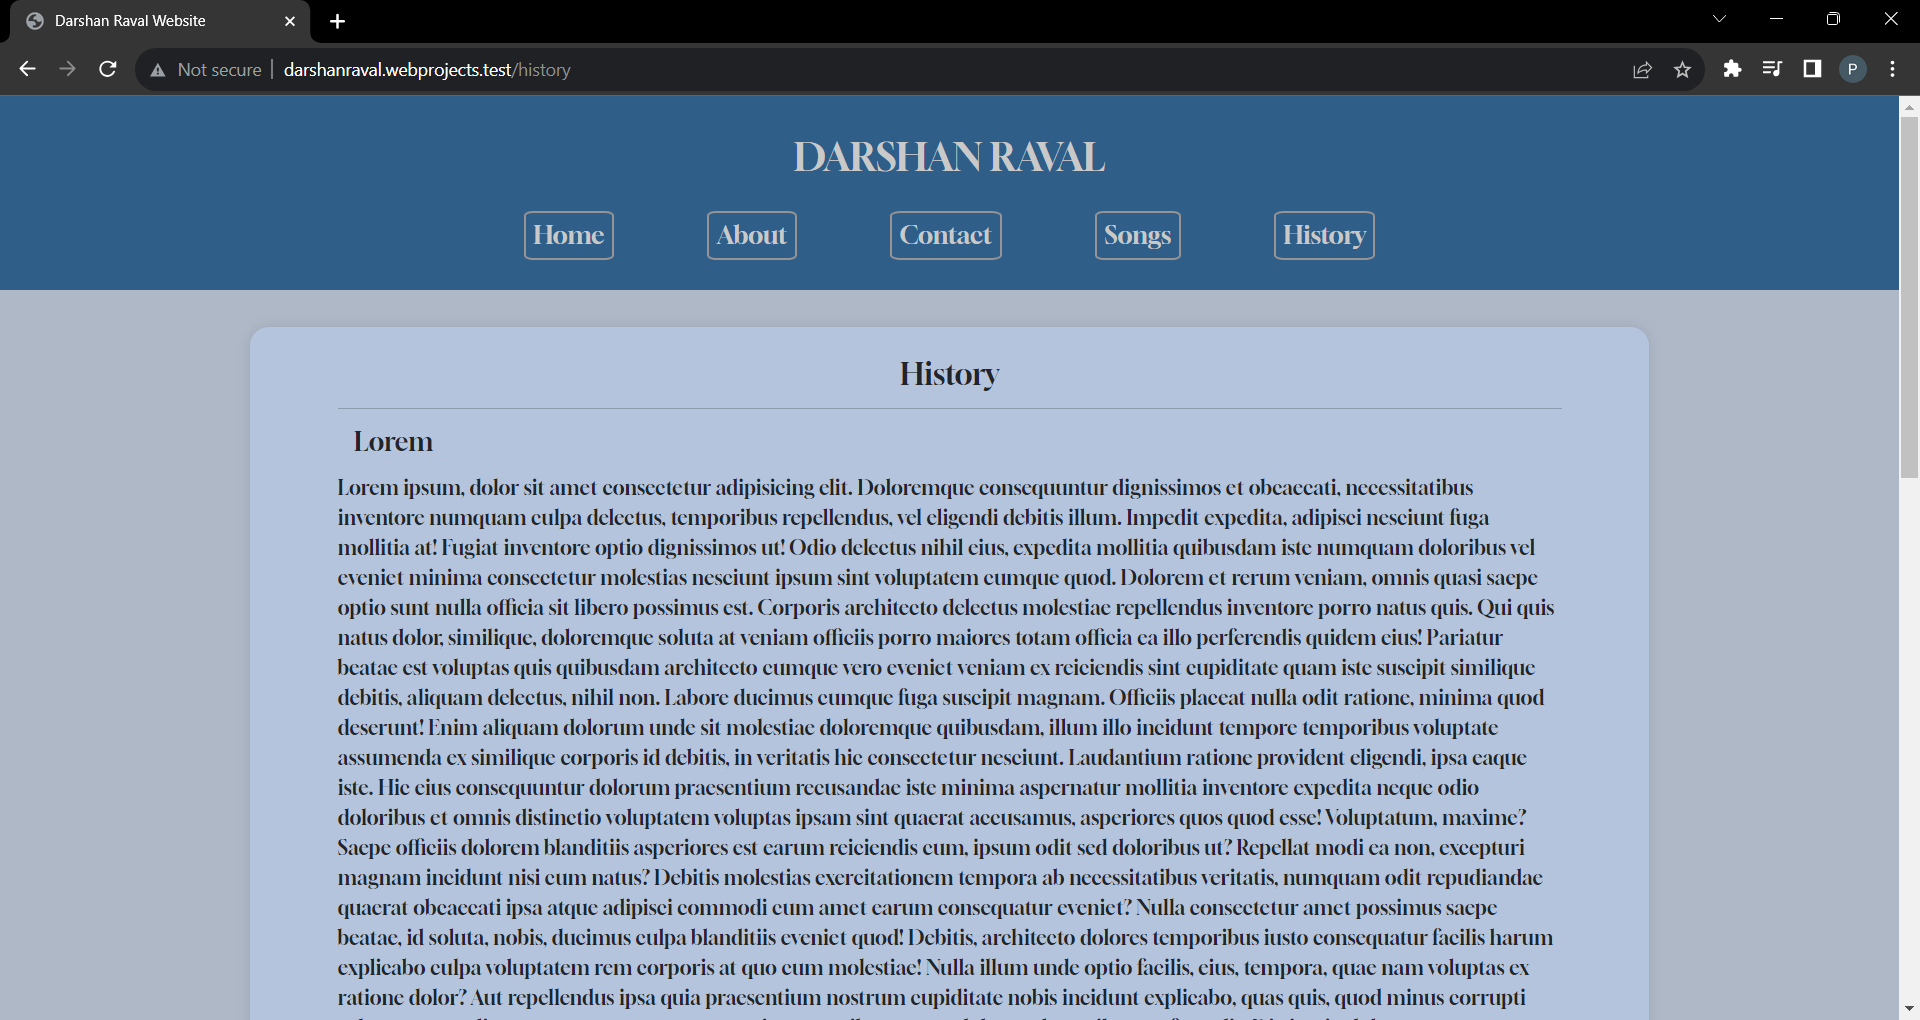 Darshan Raval Website
Not secure darshanraval.webprojects.test/history
P
DARSHAN RAVAL
Home About Contact Songs History
History
Lorem
Lorem ipsum, dolor sit amet consectetur adipisicing elit. Doloremque consequuntur dignissimos et obcaecati, necessitatibus
inventore numquam culpa delectus, temporibus repellendus, vel eligendi debitis illum. Impedit expedita, adipisci nesciunt fuga
mollitia at! Fugiat inventore optio dignissimos ut! Odio delectus nihil eius, expedita mollitia quibusdam iste numquam doloribus vel
eveniet minima consectetur molestias nesciunt ipsum sint voluptatem cumque quod. Dolorem et rerum veniam, omnis quasi saepe
optio sunt nulla officia sit libero possimus est. Corporis architecto delectus molestiae repellendus inventore porro natus quis. Qui quis
natus dolor, similique, doloremque soluta at veniam officiis porro maiores totam officia ea illo perferendis quidem eius! Pariatur
beatae est voluptas quis quibusdam architecto cumque vero eveniet veniam ex reiciendis sint cupiditate quam iste suscipit similique
debitis, aliquam delectus, nihil non. Labore ducimus cumque fuga suscipit magnam. Officiis placeat nulla odit ratione, minima quod
deserunt! Enim aliquam dolorum unde sit molestiae doloremque quibusdam, illum illo incidunt tempore temporibus voluptate
assumenda ex similique corporis id debitis, in veritatis hic consectetur nesciunt. Laudantium ratione provident eligendi, ipsa eaque
iste. Hic eius consequuntur dolorum praesentium recusandae iste minima aspernatur mollitia inventore expedita neque odio
doloribus et omnis distinctio voluptatem voluptas ipsam sint quaerat accusamus, asperiores quos quod esse! Voluptatum, maxime?
Saepe officiis dolorem blanditiis asperiores est earum reiciendis eum, ipsum odit sed doloribus ut? Repellat modi ea non, excepturi
magnam incidunt nisi cum natus? Debitis molestias exercitationem tempora ab necessitatibus veritatis, numquam odit repudiandae
quaerat obcaecati ipsa atque adipisci commodi eum amet earum consequatur eveniet? Nulla consectetur amet possimus saepe
beatae, id soluta, nobis, ducimus culpa blanditiis eveniet quod! Debitis, architecto dolores temporibus iusto consequatur facilis harum
explicabo culpa voluptatem rem corporis at quo cum molestiae! Nulla illum unde optio facilis, eius, tempora, quae nam voluptas ex
ratione dolor? Aut repellendus ipsa quia praesentium nostrum cupiditate nobis incidunt explicabo, quas quis, quod minus corrupti